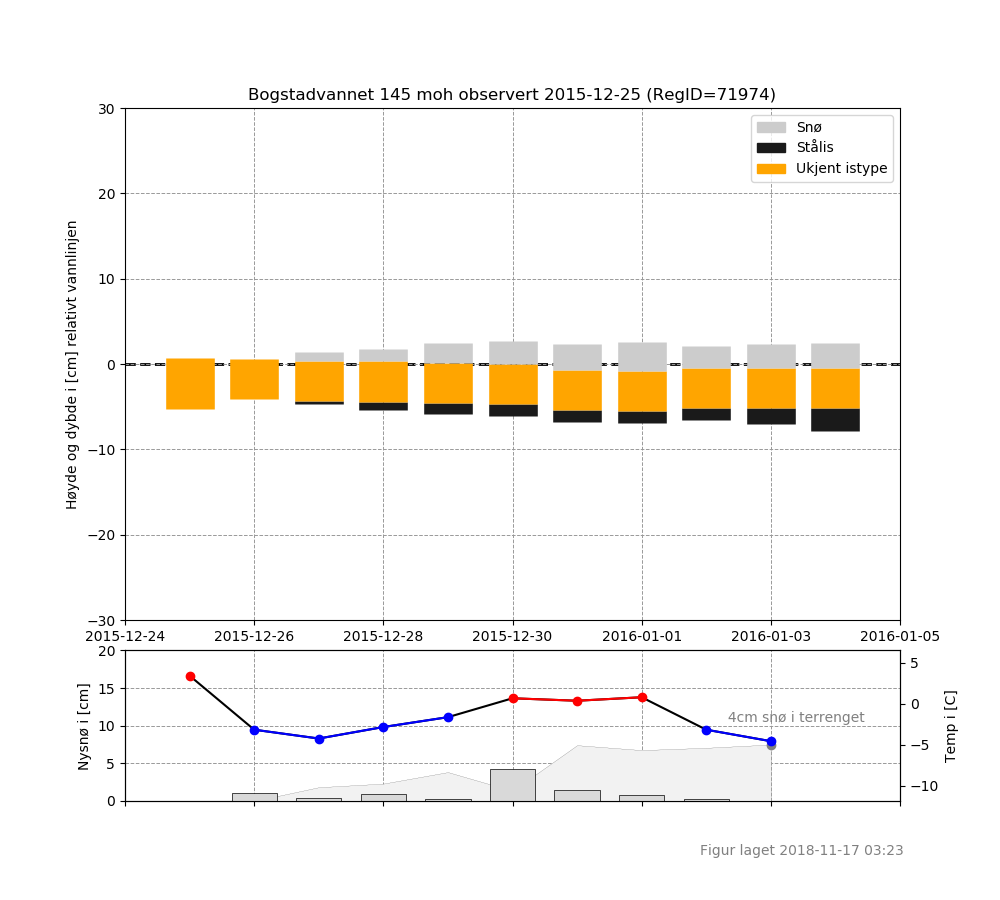 Bogstadvannet 145 moh observert 2015-12-25 (RegID=71974)
Snø
Stålis
Ukjent istype
Høyde og dybde i [cm] relativt vannlinjen
30
20
10
0
−10
−20
−30
2015-12-24 2015-12-26 2015-12-28 2015-12-30 2016-01-01 2016-01-03 2016-01-05
Nysnø i [cm]
20
15
10
5
0
4cm snø i terrenget
5
0
−5
−10
Temp i [C]
Figur laget 2018-11-17 03:23